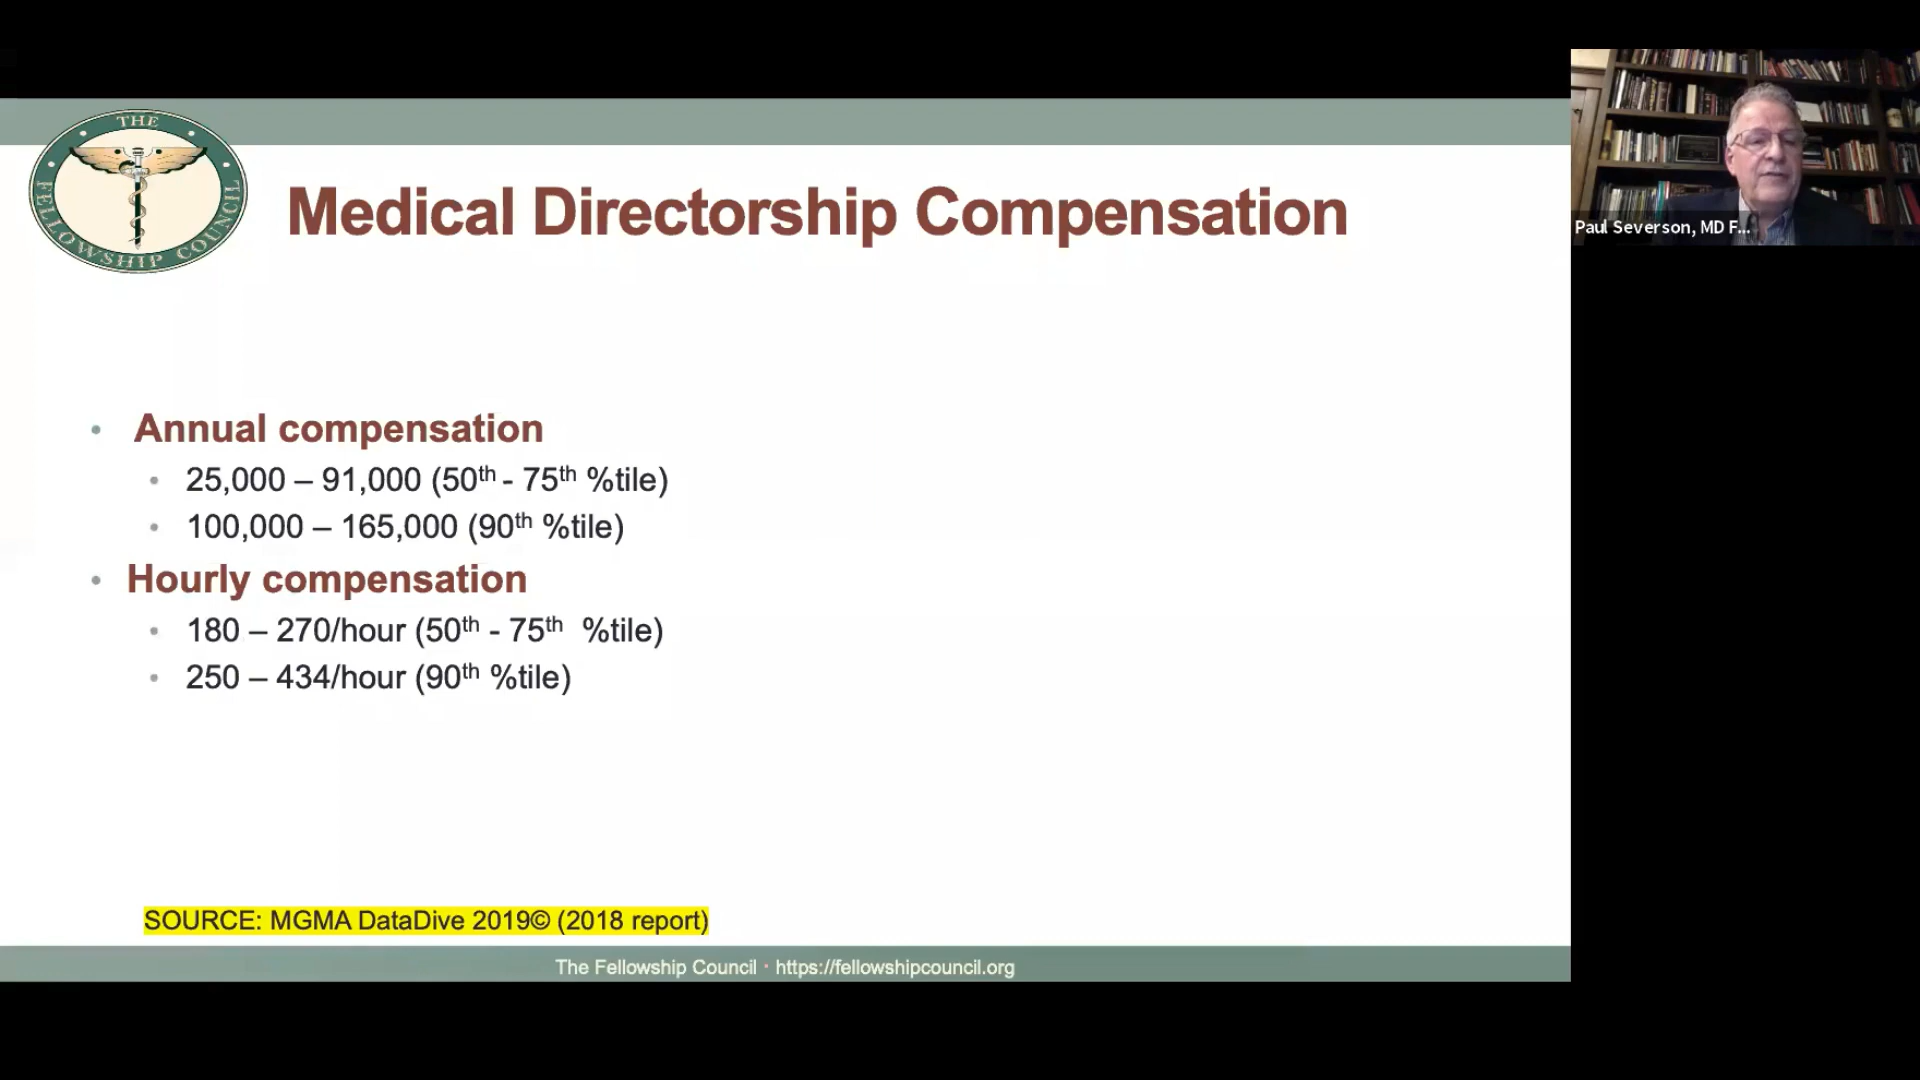 THE FELLOWSHIP COUNCIL
Medical Directorship Compensation
Paul Severson, MD F...
• Annual compensation
• 25,000 – 91,000 (50th - 75th %tile)
• 100,000 – 165,000 (90th %tile)
• Hourly compensation
• 180 – 270/hour (50th - 75th %tile)
• 250 – 434/hour (90th %tile)
SOURCE: MGMA DataDive 2019© (2018 report)
The Fellowship Council · https://fellowshipcouncil.org